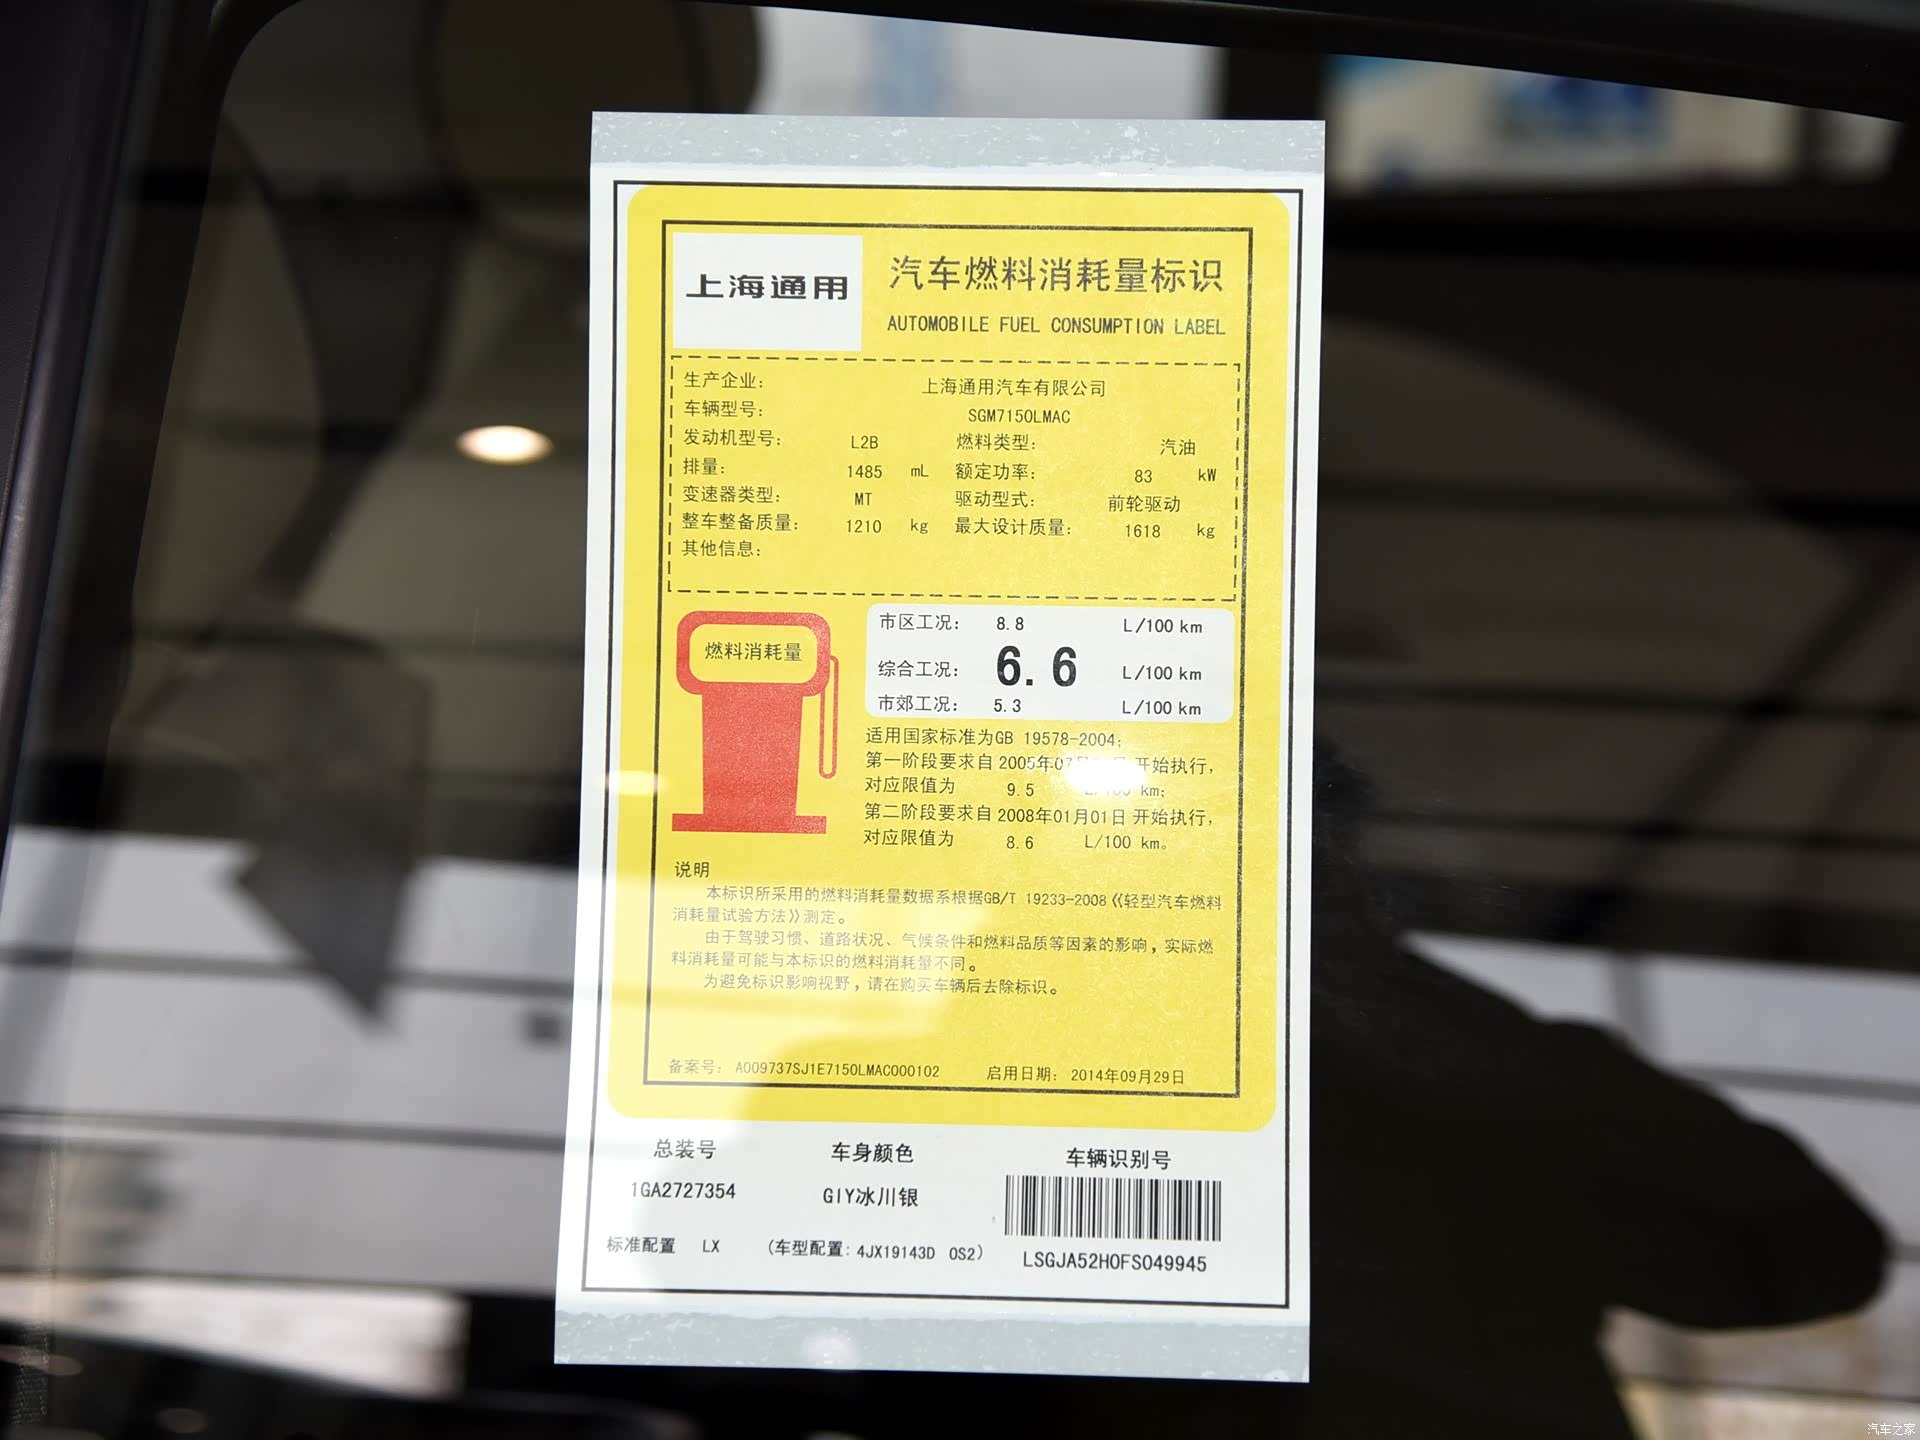 上海通用
汽车燃料消耗量标识
AUTOMOBILE FUEL CONSUMPTION LABEL
生产企业: 上海通用汽车有限公司
车辆型号: SGM7150LMAC
发动机型号: L2B 燃料类型: 汽油
排量: 1485 mL 额定功率: 83 kW
变速器类型: MT 驱动型式: 前轮驱动
整车整备质量: 1210 kg 最大设计质量: 1618 kg
其他信息:
燃料消耗量
市区工况: 8.8 L/100 km
综合工况: 6.6 L/100 km
市郊工况: 5.3 L/100 km
适用国家标准为GB 19578-2004;
第一阶段要求自 2005年07 开始执行,
对应限值为 9.5 L/100 km;
第二阶段要求自 2008年01月01日 开始执行,
对应限值为 8.6 L/100 km。
说明
本标识所采用的燃料消耗量数据系根据GB/T 19233-2008《轻型汽车燃料
消耗量试验方法》测定。
由于驾驶习惯、道路状况、气候条件和燃料品质等因素的影响,实际燃
料消耗量可能与本标识的燃料消耗量不同。
为避免标识影响视野,请在购买车辆后去除标识。
备案号: A009737SJ1E7150LMAC000102 启用日期: 2014年09月29日
总装号 车身颜色 车辆识别号
1GA2727354 GIY冰川银
标准配置 LX (车型配置: 4JX19143D 0S2) LSGJA52H0FS049945
汽车之家